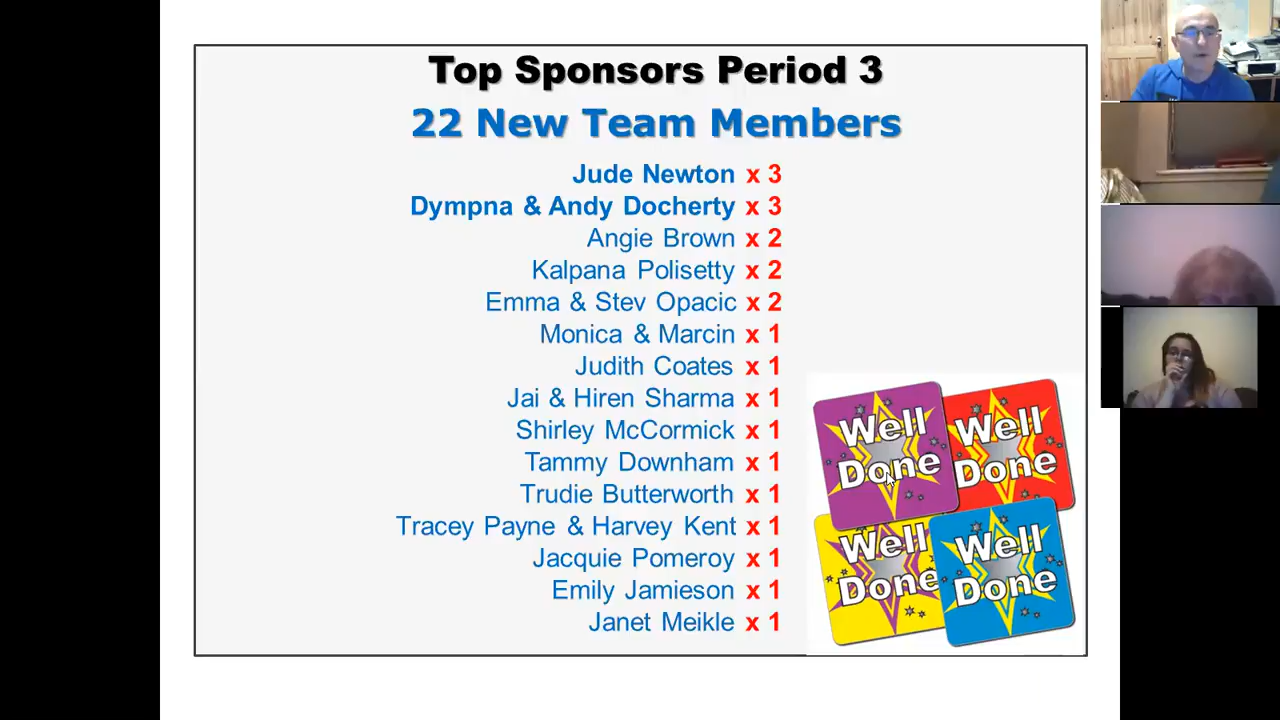 Top Sponsors Period 3
22 New Team Members
Jude Newton x 3
Dympna & Andy Docherty x 3
Angie Brown x 2
Kalpana Polisetty x 2
Emma & Stev Opacic x 2
Monica & Marcin x 1
Judith Coates x 1
Jai & Hiren Sharma x 1
Shirley McCormick x 1
Tammy Downham x 1
Trudie Butterworth x 1
Tracey Payne & Harvey Kent x 1
Jacquie Pomeroy x 1
Emily Jamieson x 1
Janet Meikle x 1
Well
Done
Well
Done
Well
Done
Well
Done